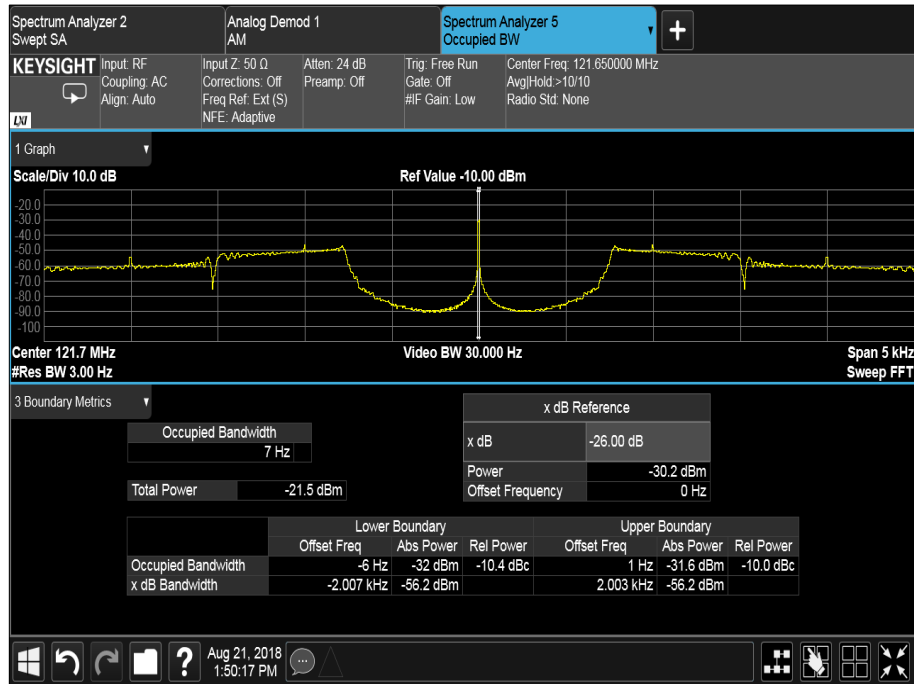 Spectrum Analyzer 2 Analog Demod 1 Spectrum Analyzer 5
Swept SA AM Occupied BW +
KEYSIGHT Input: RF Input Z: 50 Ω Atten: 24 dB Trig: Free Run Center Freq: 121.650000 MHz
Coupling: AC Corrections: Off Preamp: Off Gate: Off Avg|Hold:>10/10
Align: Auto Freq Ref: Ext (S) #IF Gain: Low Radio Std: None
LXI NFE: Adaptive
1 Graph
Scale/Div 10.0 dB Ref Value -10.00 dBm
-20.0
-30.0
-40.0
-50.0
-60.0
-70.0
-80.0
-90.0
-100
Center 121.7 MHz Video BW 30.000 Hz Span 5 kHz
#Res BW 3.00 Hz Sweep FFT
3 Boundary Metrics
x dB Reference
Occupied Bandwidth
x dB -26.00 dB
7 Hz
Power -30.2 dBm
Total Power -21.5 dBm Offset Frequency 0 Hz
Lower Boundary Upper Boundary
Offset Freq Abs Power Rel Power Offset Freq Abs Power Rel Power
Occupied Bandwidth -6 Hz -32 dBm -10.4 dBc 1 Hz -31.6 dBm -10.0 dBc
x dB Bandwidth -2.007 kHz -56.2 dBm 2.003 kHz -56.2 dBm
? Aug 21, 2018
1:50:17 PM